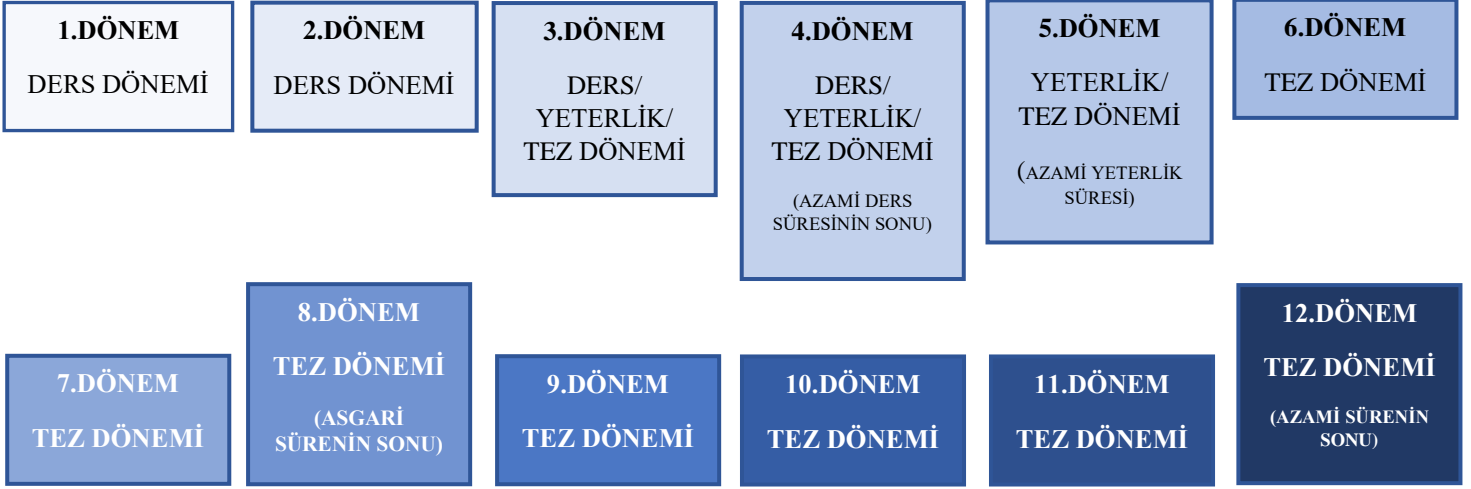 1.DÖNEM
DERS DÖNEMİ
2.DÖNEM
DERS DÖNEMİ
3.DÖNEM
DERS/
YETERLİK/
TEZ DÖNEMİ
4.DÖNEM
DERS/
YETERLİK/
TEZ DÖNEMİ
(AZAMİ DERS
SÜRESİNİN SONU)
5.DÖNEM
YETERLİK/
TEZ DÖNEMİ
(AZAMİ YETERLİK
SÜRESİ)
6.DÖNEM
TEZ DÖNEMİ
7.DÖNEM
TEZ DÖNEMİ
8.DÖNEM
TEZ DÖNEMİ
(ASGARİ
SÜRENİN SONU)
9.DÖNEM
TEZ DÖNEMİ
10.DÖNEM
TEZ DÖNEMİ
11.DÖNEM
TEZ DÖNEMİ
12.DÖNEM
TEZ DÖNEMİ
(AZAMİ SÜRENİN
SONU)